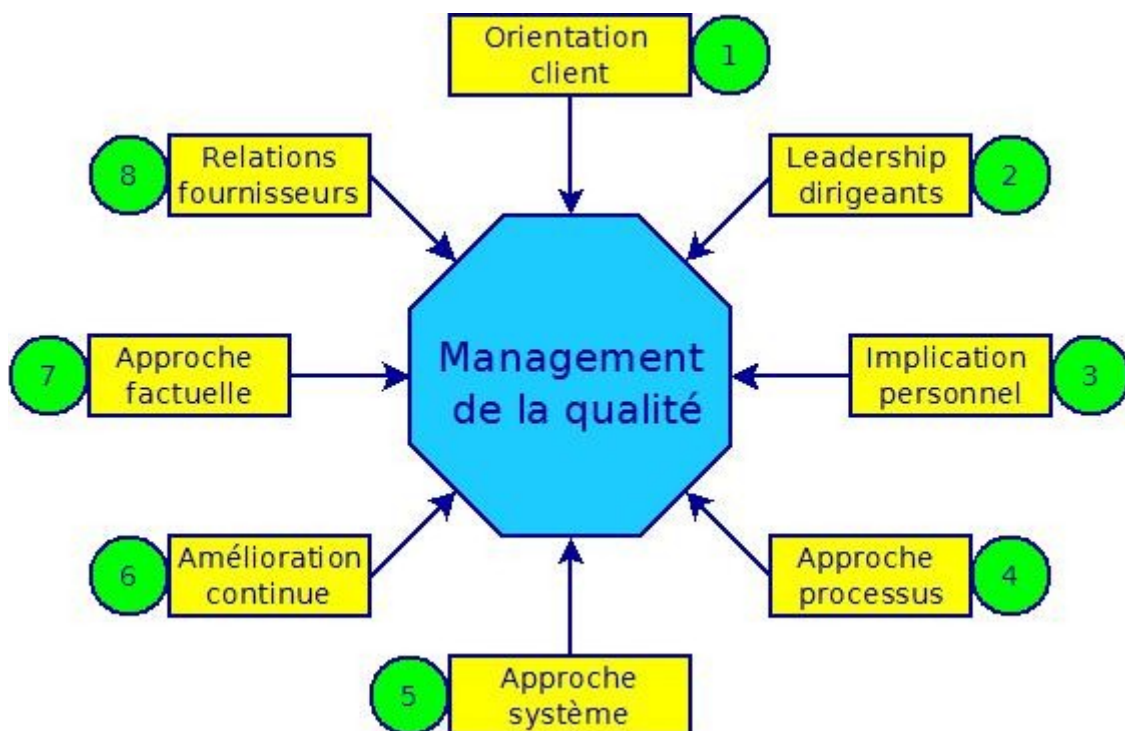 Orientation
client
1
Leadership
dirigeants
2
Implication
personnel
3
Approche
processus
4
Approche
système
5
Amélioration
continue
6
Approche
factuelle
7
Relations
fournisseurs
8
Management
de la qualité